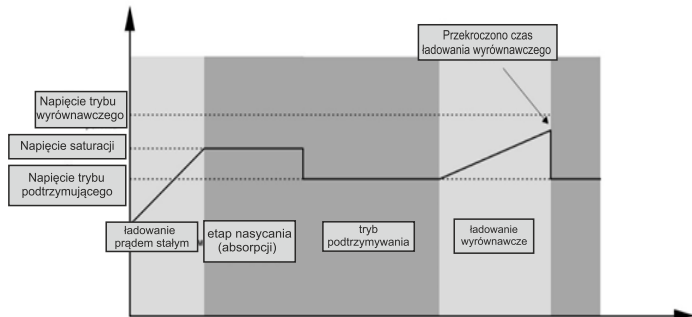 Przekroczono czas
ładowania wyrównawczego
Napięcie trybu
wyrównawczego
Napięcie saturacji
Napięcie trybu
podtrzymującego
ładowanie
prądem stałym
etap nasycania
(absorpcji)
tryb
podtrzymywania
ładowanie
wyrównawcze